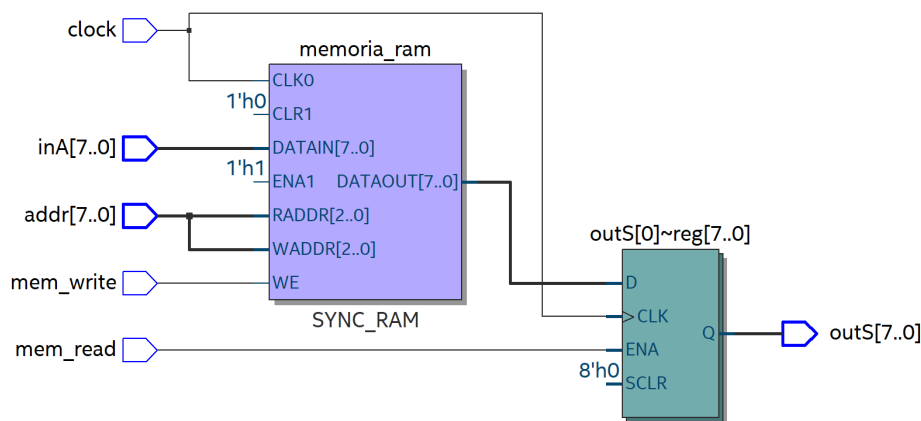 clock
memoria_ram
CLK0
1'h0
CLR1
inA[7..0]
DATAIN[7..0]
1'h1
ENA1
DATAOUT[7..0]
addr[7..0]
RADDR[2..0]
WADDR[2..0]
mem_write
WE
SYNC_RAM
outS[0]~reg[7..0]
D
CLK
mem_read
ENA
Q
outS[7..0]
8'h0
SCLR